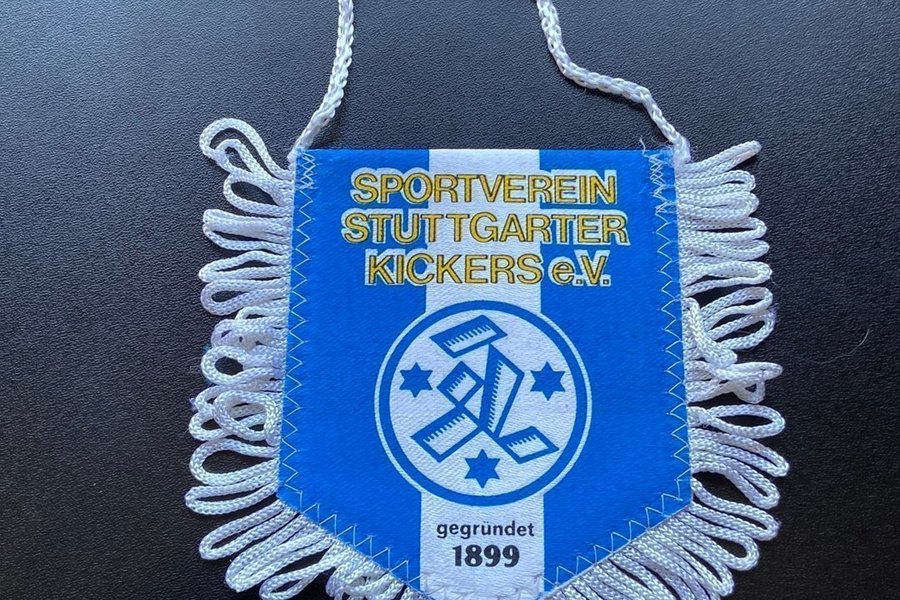 SPORTVEREIN
STUTTGARTER
KICKERS e.V.
gegründet
1899